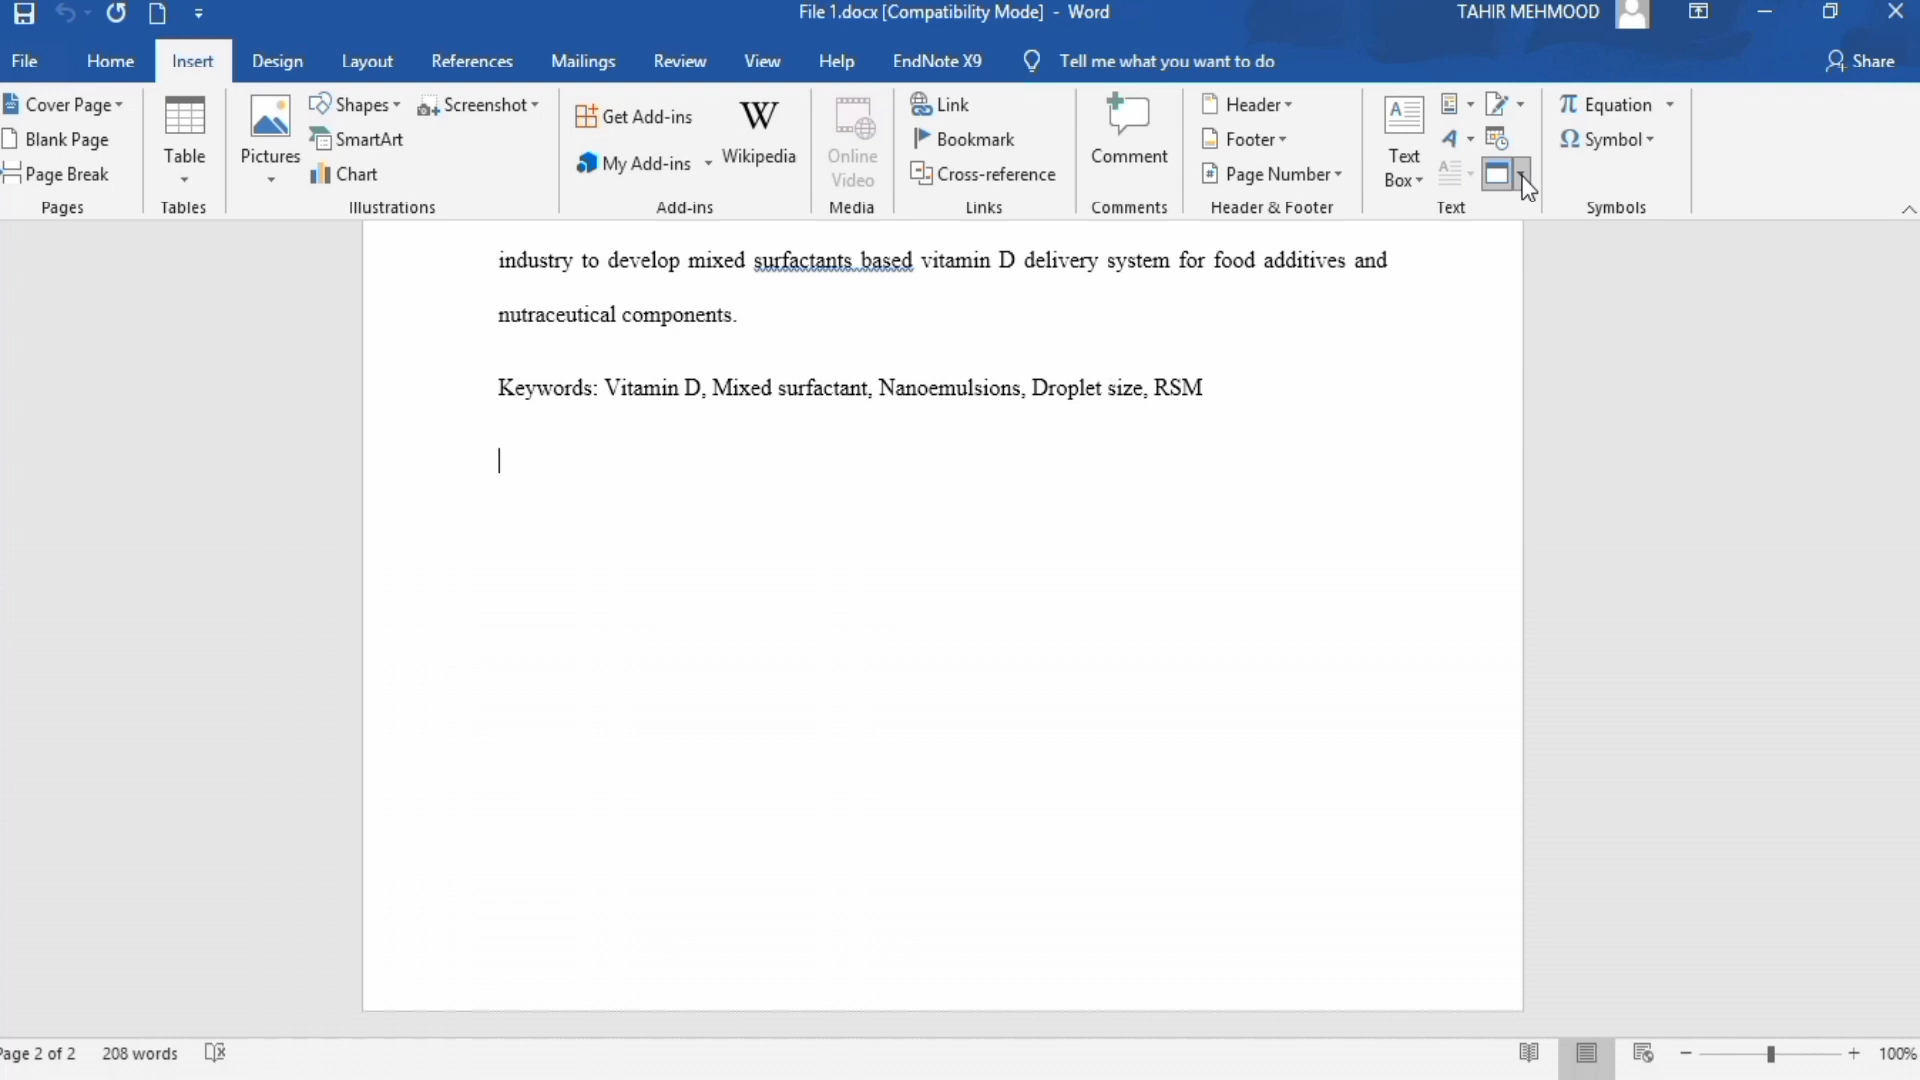 File 1.docx [Compatibility Mode] - Word
TAHIR MEHMOOD
File Home Insert Design Layout References Mailings Review View Help EndNote X9 Tell me what you want to do Share
Cover Page
Blank Page
Page Break
Pages
Table
Tables
Pictures
Shapes
SmartArt
Chart
Screenshot
Illustrations
Get Add-ins
My Add-ins
Wikipedia
Add-ins
Online
Video
Media
Link
Bookmark
Cross-reference
Links
Comment
Comments
Header
Footer
Page Number
Header & Footer
Text
Box
Text
Equation
Symbol
Symbols
industry to develop mixed surfactants based vitamin D delivery system for food additives and
nutraceutical components.
Keywords: Vitamin D, Mixed surfactant, Nanoemulsions, Droplet size, RSM
Page 2 of 2 208 words 100%